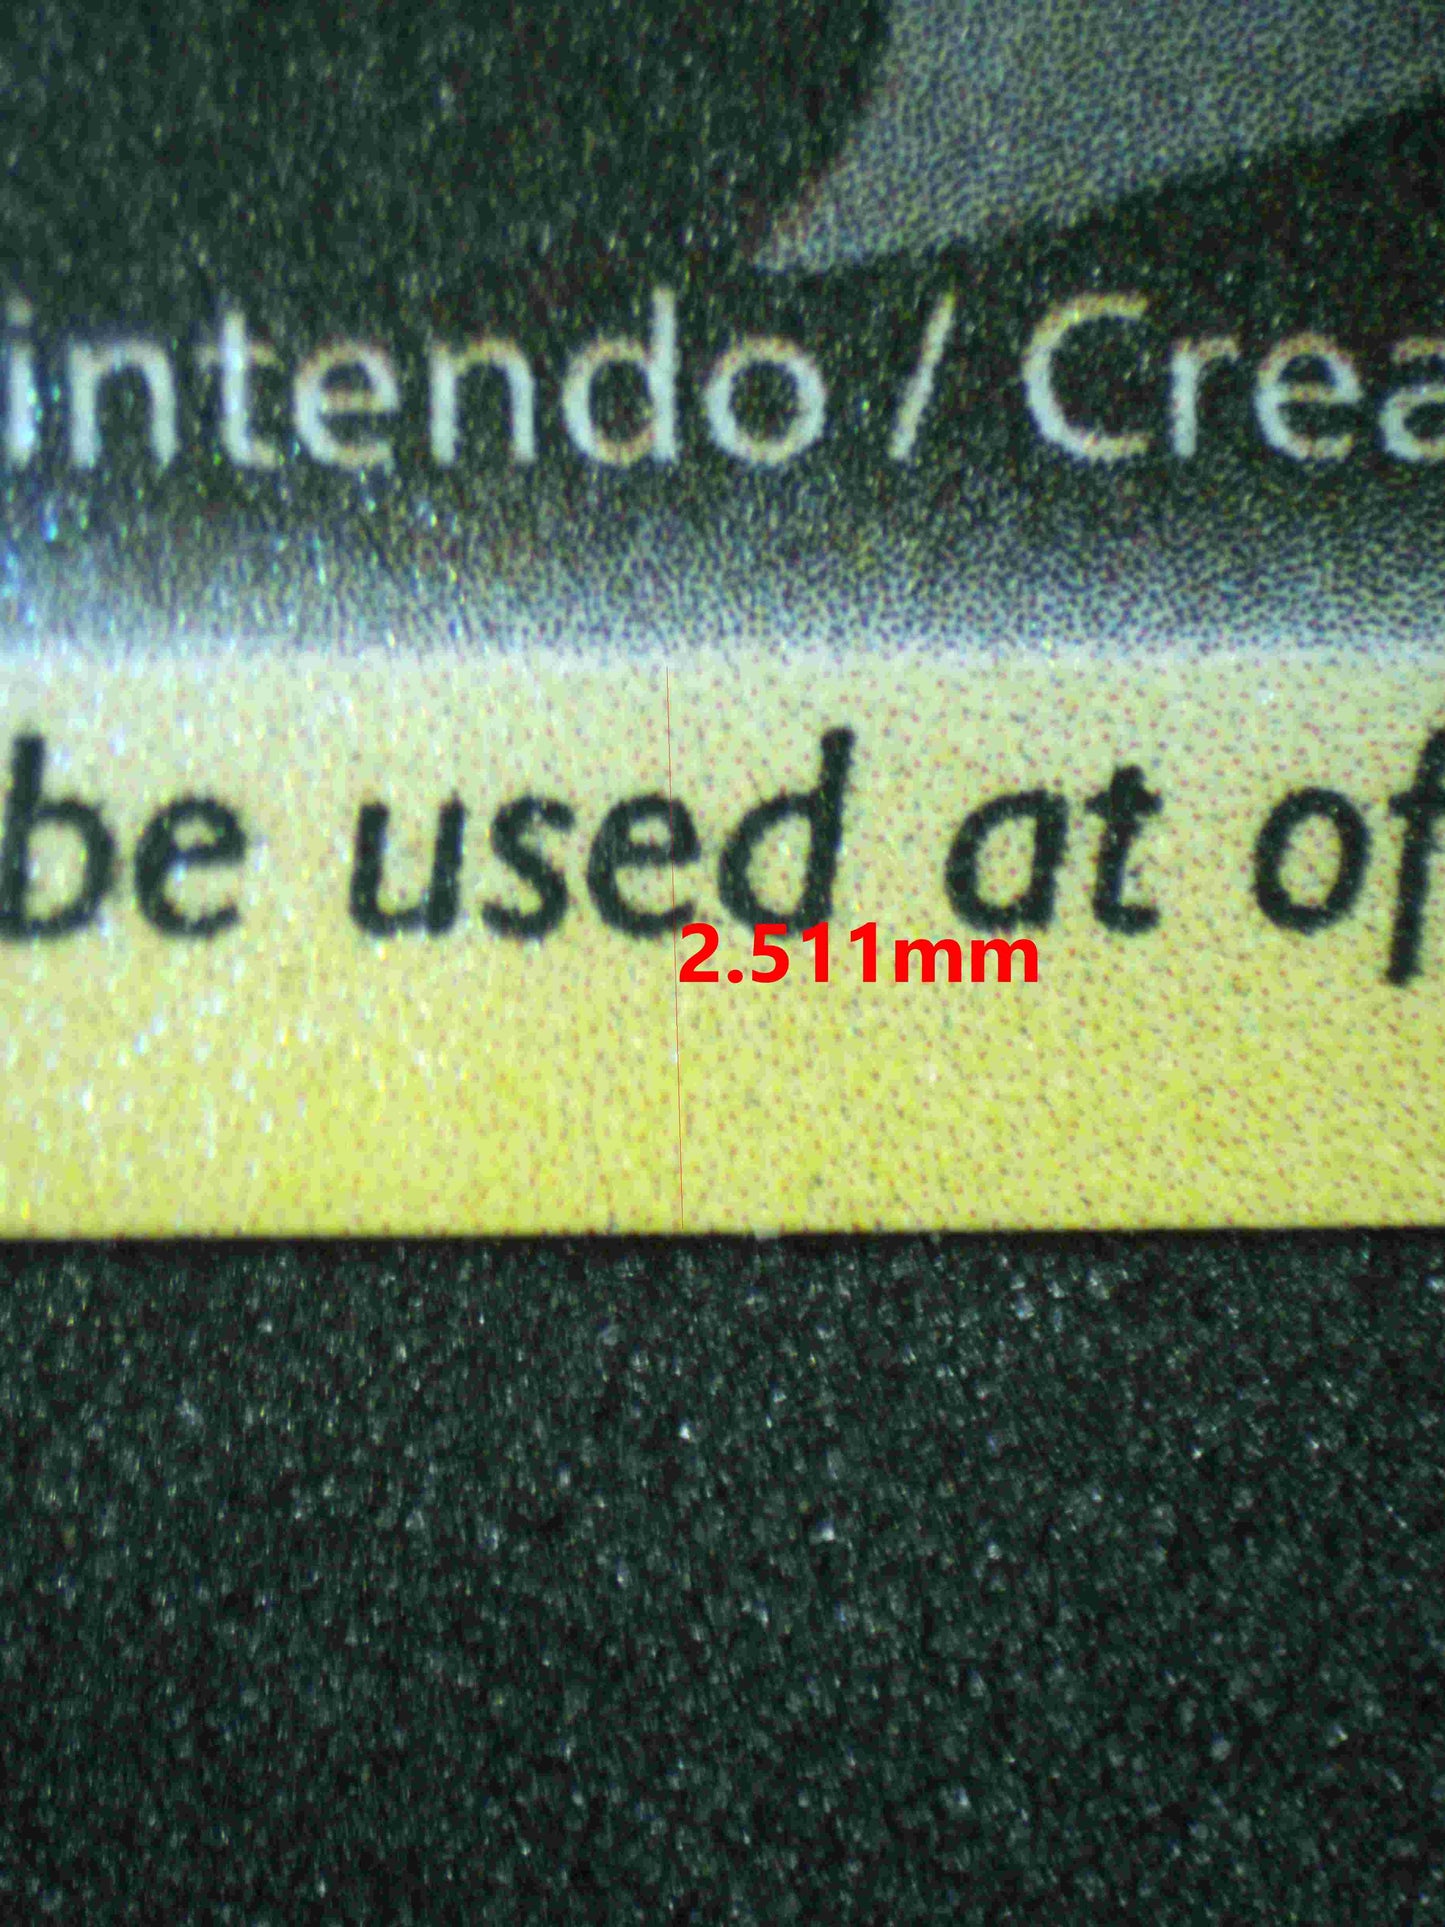 intendo / Crea
be used at of
2.511mm